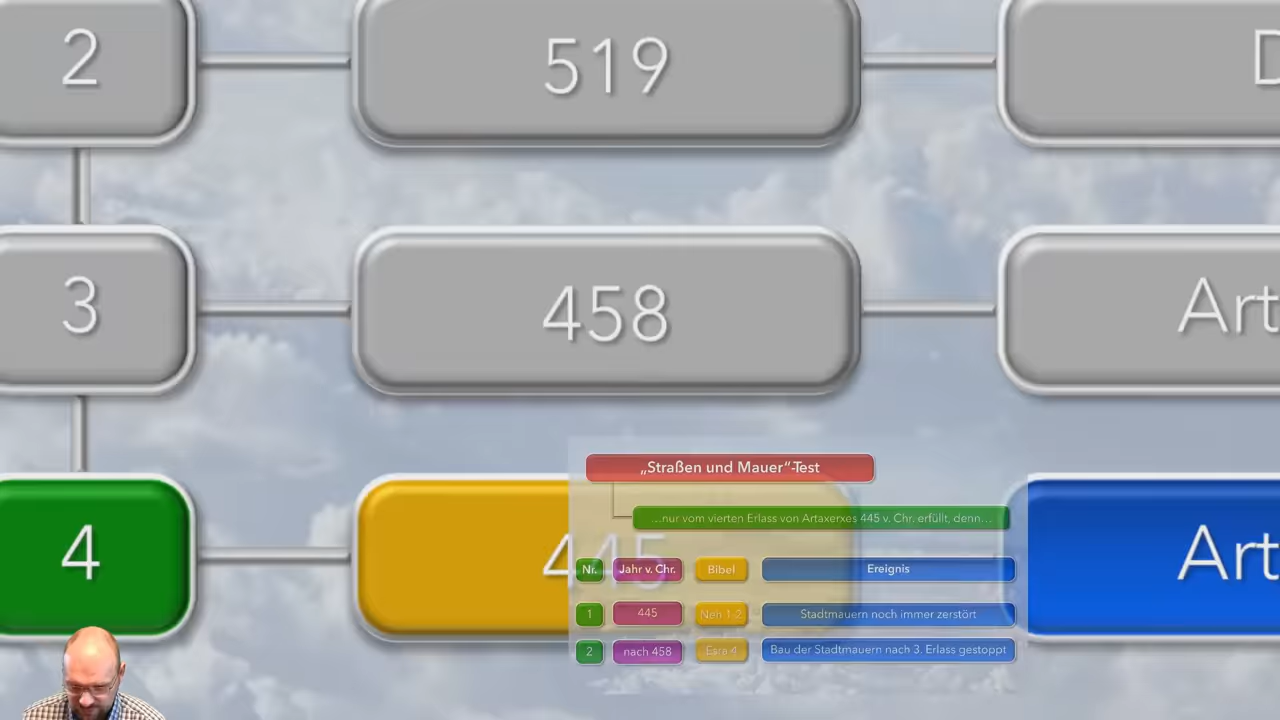 2 519 D
3 458 Art
4 445 Art
„Straßen und Mauer“-Test
...nur vom vierten Erlass von Artaxerxes 445 v. Chr. erfüllt, denn...
Nr. Jahr v. Chr. Bibel Ereignis
1 445 Neh 1-2 Stadtmauern noch immer zerstört
2 nach 458 Esra 4 Bau der Stadtmauern nach 3. Erlass gestoppt